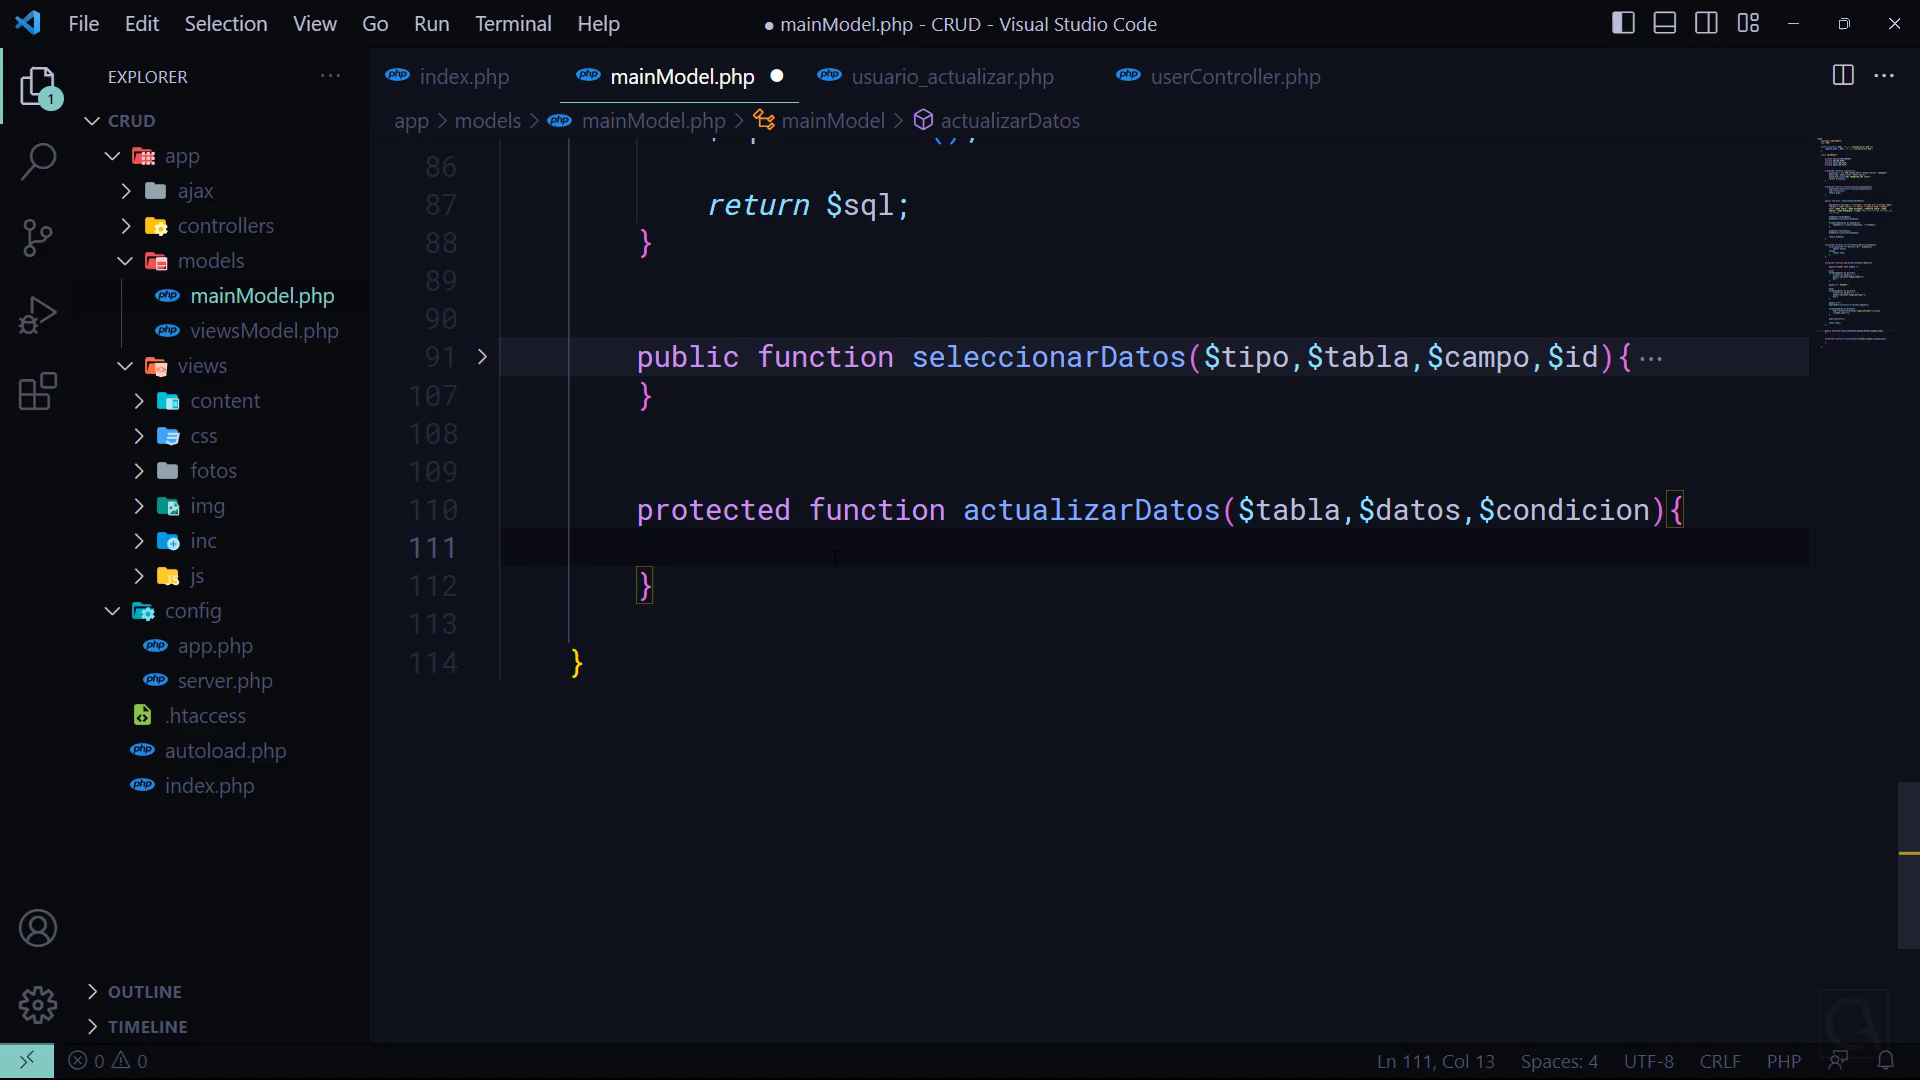 File Edit Selection View Go Run Terminal Help
● mainModel.php - CRUD - Visual Studio Code
EXPLORER ···
index.php
mainModel.php ●
usuario_actualizar.php
userController.php
app > models > mainModel.php > mainModel > actualizarDatos
1
CRUD
app
ajax
controllers
models
mainModel.php
viewsModel.php
views
content
css
fotos
img
inc
js
config
app.php
server.php
.htaccess
autoload.php
index.php
OUTLINE
TIMELINE
86
87 return $sql;
88 }
89
90
91 public function seleccionarDatos($tipo,$tabla,$campo,$id){···
107 }
108
109
110 protected function actualizarDatos($tabla,$datos,$condicion){
111
112 }
113
114 }
0 0
Ln 111, Col 13 Spaces: 4 UTF-8 CRLF PHP